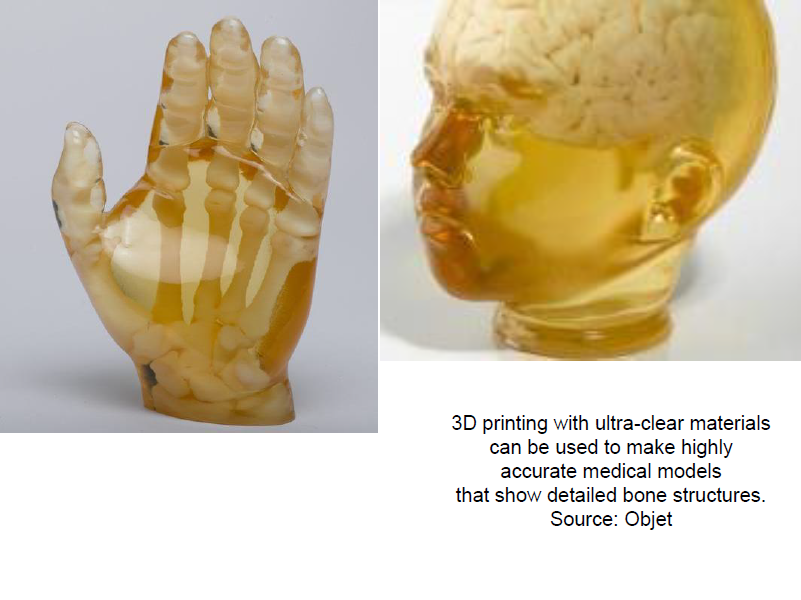 3D printing with ultra-clear materials
can be used to make highly
accurate medical models
that show detailed bone structures.
Source: Objet